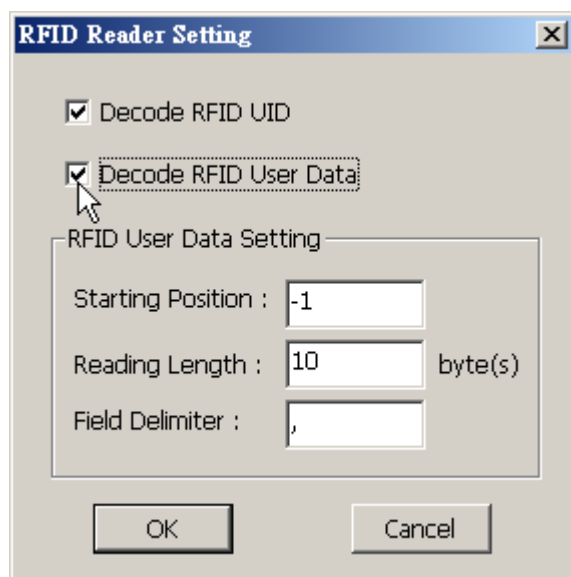 RFID Reader Setting
Decode RFID UID
Decode RFID User Data
RFID User Data Setting
Starting Position : -1
Reading Length : 10 byte(s)
Field Delimiter : ,
OK Cancel